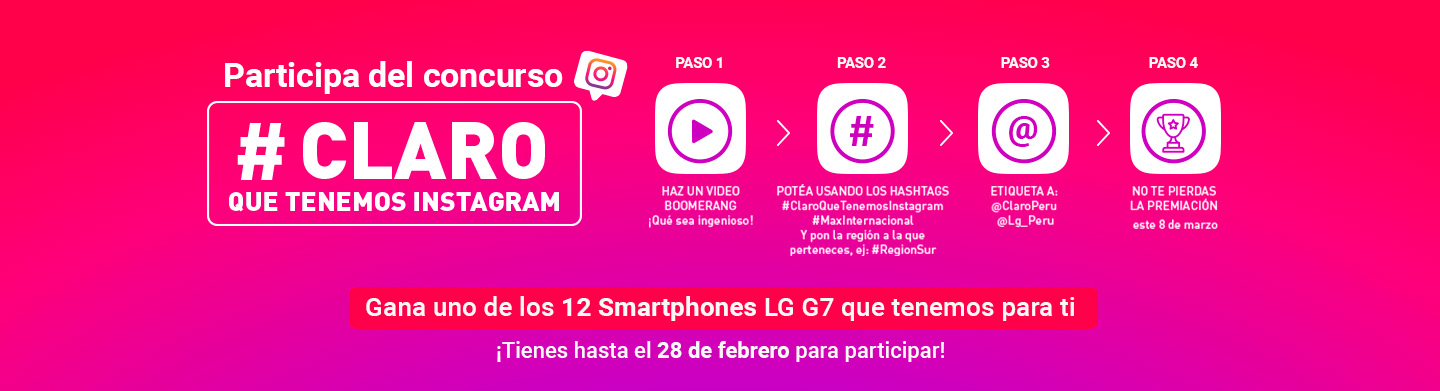 Participa del concurso
# CLARO
QUE TENEMOS INSTAGRAM
PASO 1
HAZ UN VIDEO
BOOMERANG
¡Qué sea ingenioso!
PASO 2
#
POTÉA USANDO LOS HASHTAGS
#ClaroQueTenemosInstagram
#MaxInternacional
Y pon la región a la que
perteneces, ej: #RegionSur
PASO 3
@
ETIQUETA A:
@ClaroPeru
@Lg_Peru
PASO 4
NO TE PIERDAS
LA PREMIACIÓN
este 8 de marzo
Gana uno de los 12 Smartphones LG G7 que tenemos para ti
¡Tienes hasta el 28 de febrero para participar!